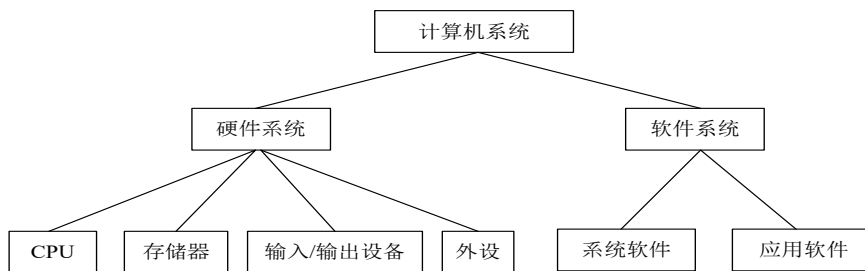 计算机系统
硬件系统
软件系统
CPU
存储器
输入/输出设备
外设
系统软件
应用软件